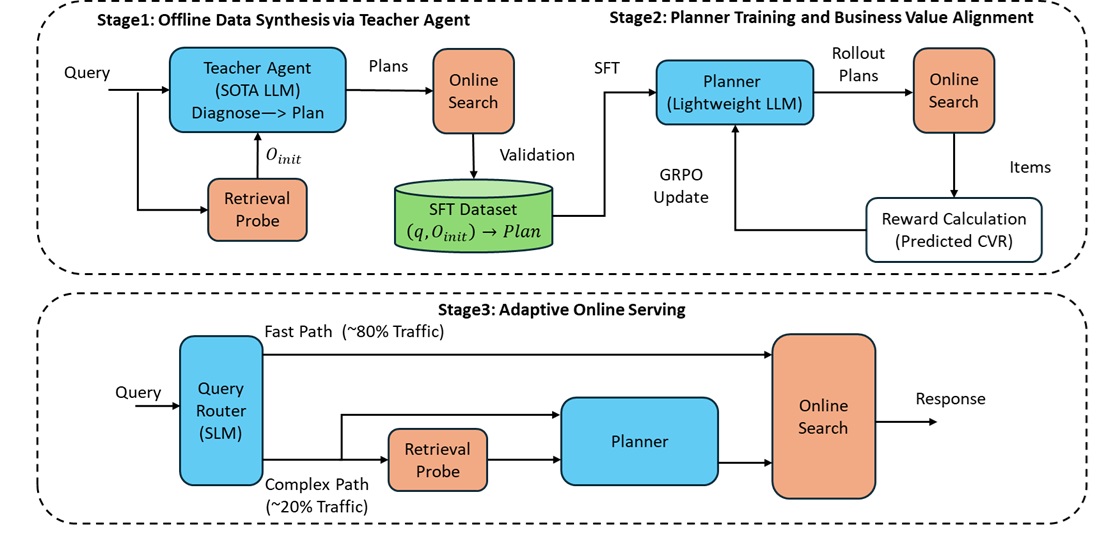 Stage1: Offline Data Synthesis via Teacher Agent
Query
Teacher Agent
(SOTA LLM)
Diagnose—> Plan
Plans
Online
Search
O_init
Retrieval
Probe
Validation
SFT Dataset
(q, O_init) → Plan
Stage2: Planner Training and Business Value Alignment
SFT
Planner
(Lightweight LLM)
Rollout
Plans
Online
Search
GRPO
Update
Items
Reward Calculation
(Predicted CVR)
Stage3: Adaptive Online Serving
Fast Path (~80% Traffic)
Query
Query
Router
(SLM)
Complex Path
(~20% Traffic)
Retrieval
Probe
Planner
Online
Search
Response